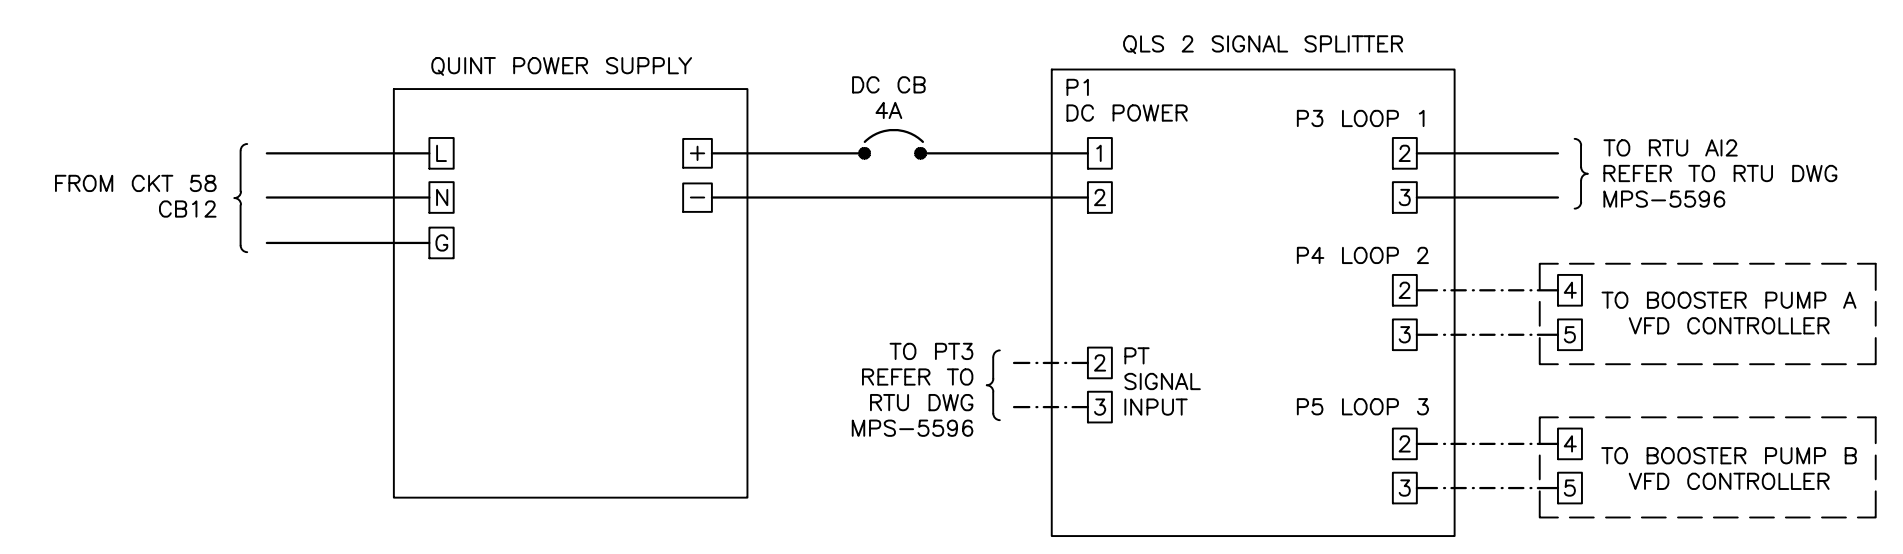 QUINT POWER SUPPLY
FROM CKT 58
CB12
L
N
G
+
-
DC CB
4A
QLS 2 SIGNAL SPLITTER
P1
DC POWER
1
2
TO PT3
REFER TO
RTU DWG
MPS-5596
2
3
PT
SIGNAL
INPUT
P3 LOOP 1
2
3
TO RTU AI2
REFER TO RTU DWG
MPS-5596
P4 LOOP 2
2
3
4
5
TO BOOSTER PUMP A
VFD CONTROLLER
P5 LOOP 3
2
3
4
5
TO BOOSTER PUMP B
VFD CONTROLLER